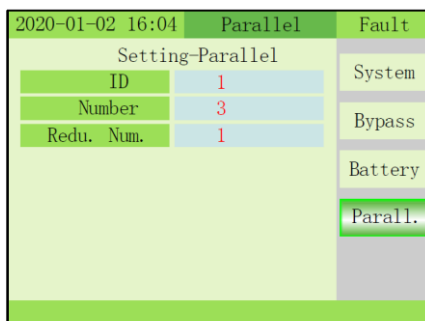 2020-01-02 16:04 Parallel Fault
Setting-Parallel
ID 1
Number 3
Redu. Num. 1
System
Bypass
Battery
Parall.